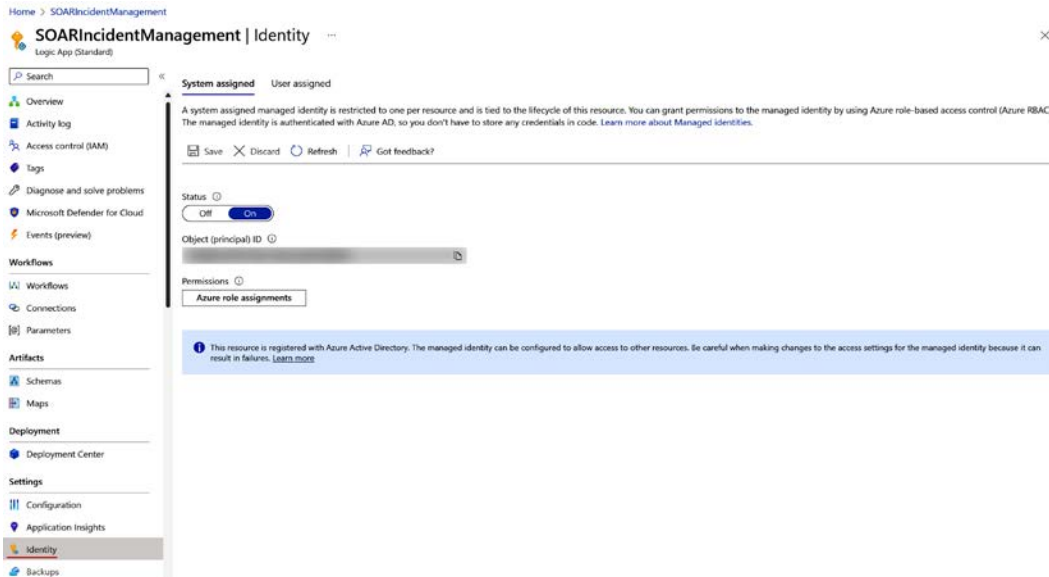 Home > SOARIncidentManagement
SOARIncidentManagement | Identity ...
Logic App (Standard)
Search
«
Overview
Activity log
Access control (IAM)
Tags
Diagnose and solve problems
Microsoft Defender for Cloud
Events (preview)
Workflows
Workflows
Connections
Parameters
Artifacts
Schemas
Maps
Deployment
Deployment Center
Settings
Configuration
Application Insights
Identity
Backups
System assigned User assigned
A system assigned managed identity is restricted to one per resource and is tied to the lifecycle of this resource. You can grant permissions to the managed identity by using Azure role-based access control (Azure RBAC
The managed identity is authenticated with Azure AD, so you don't have to store any credentials in code. Learn more about Managed identities.
Save Discard Refresh | Got feedback?
Status
Off On
Object (principal) ID
Permissions
Azure role assignments
This resource is registered with Azure Active Directory. The managed identity can be configured to allow access to other resources. Be careful when making changes to the access settings for the managed identity because it can
result in failures. Learn more